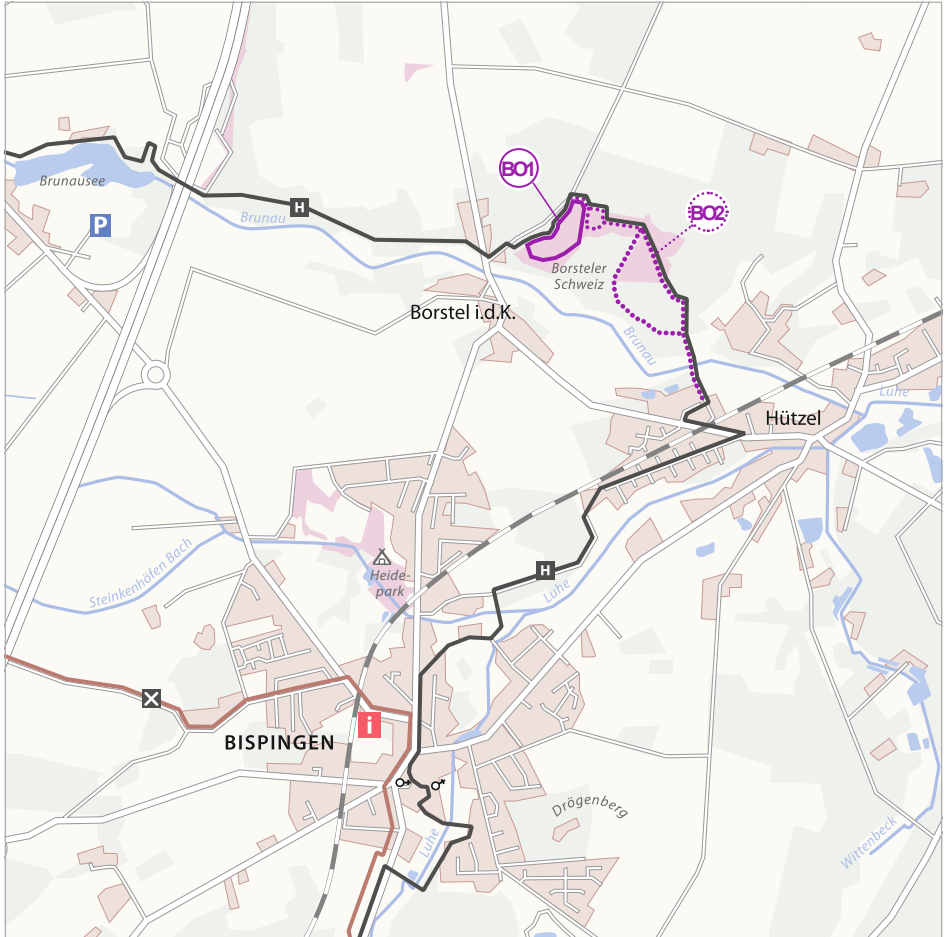 BO1
Brunausee
H
Brunau
BO2
P
Borsteler
Schweiz
Borstel i.d.K.
Brunau
Luhe
Hützel
Steinkenhöfen Bach
Heide-
park
H
Luhe
X
i
BISPINGEN
Drögenberg
Luhe
Wittenbeck